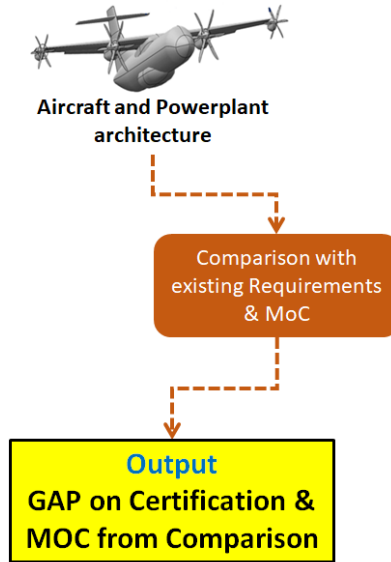 Aircraft and Powerplant
architecture
Comparison with
existing Requirements
& MoC
Output
GAP on Certification &
MOC from Comparison